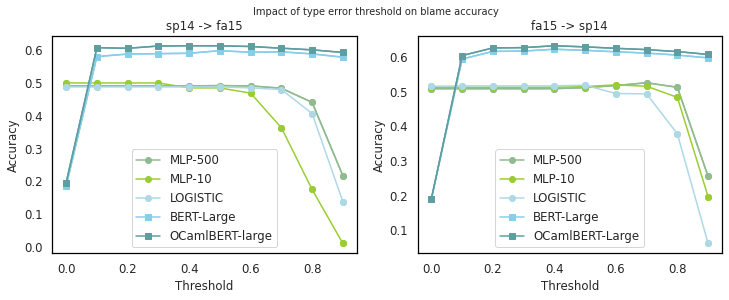 Impact of type error threshold on blame accuracy
sp14 -> fa15
0.6
0.5
0.4
0.3
0.2
0.1
0.0
Accuracy
MLP-500
MLP-10
LOGISTIC
BERT-Large
OCamlBERT-large
0.0 0.2 0.4 0.6 0.8
Threshold
fa15 -> sp14
0.6
0.5
0.4
0.3
0.2
0.1
Accuracy
MLP-500
MLP-10
LOGISTIC
BERT-Large
OCamlBERT-Large
0.0 0.2 0.4 0.6 0.8
Threshold